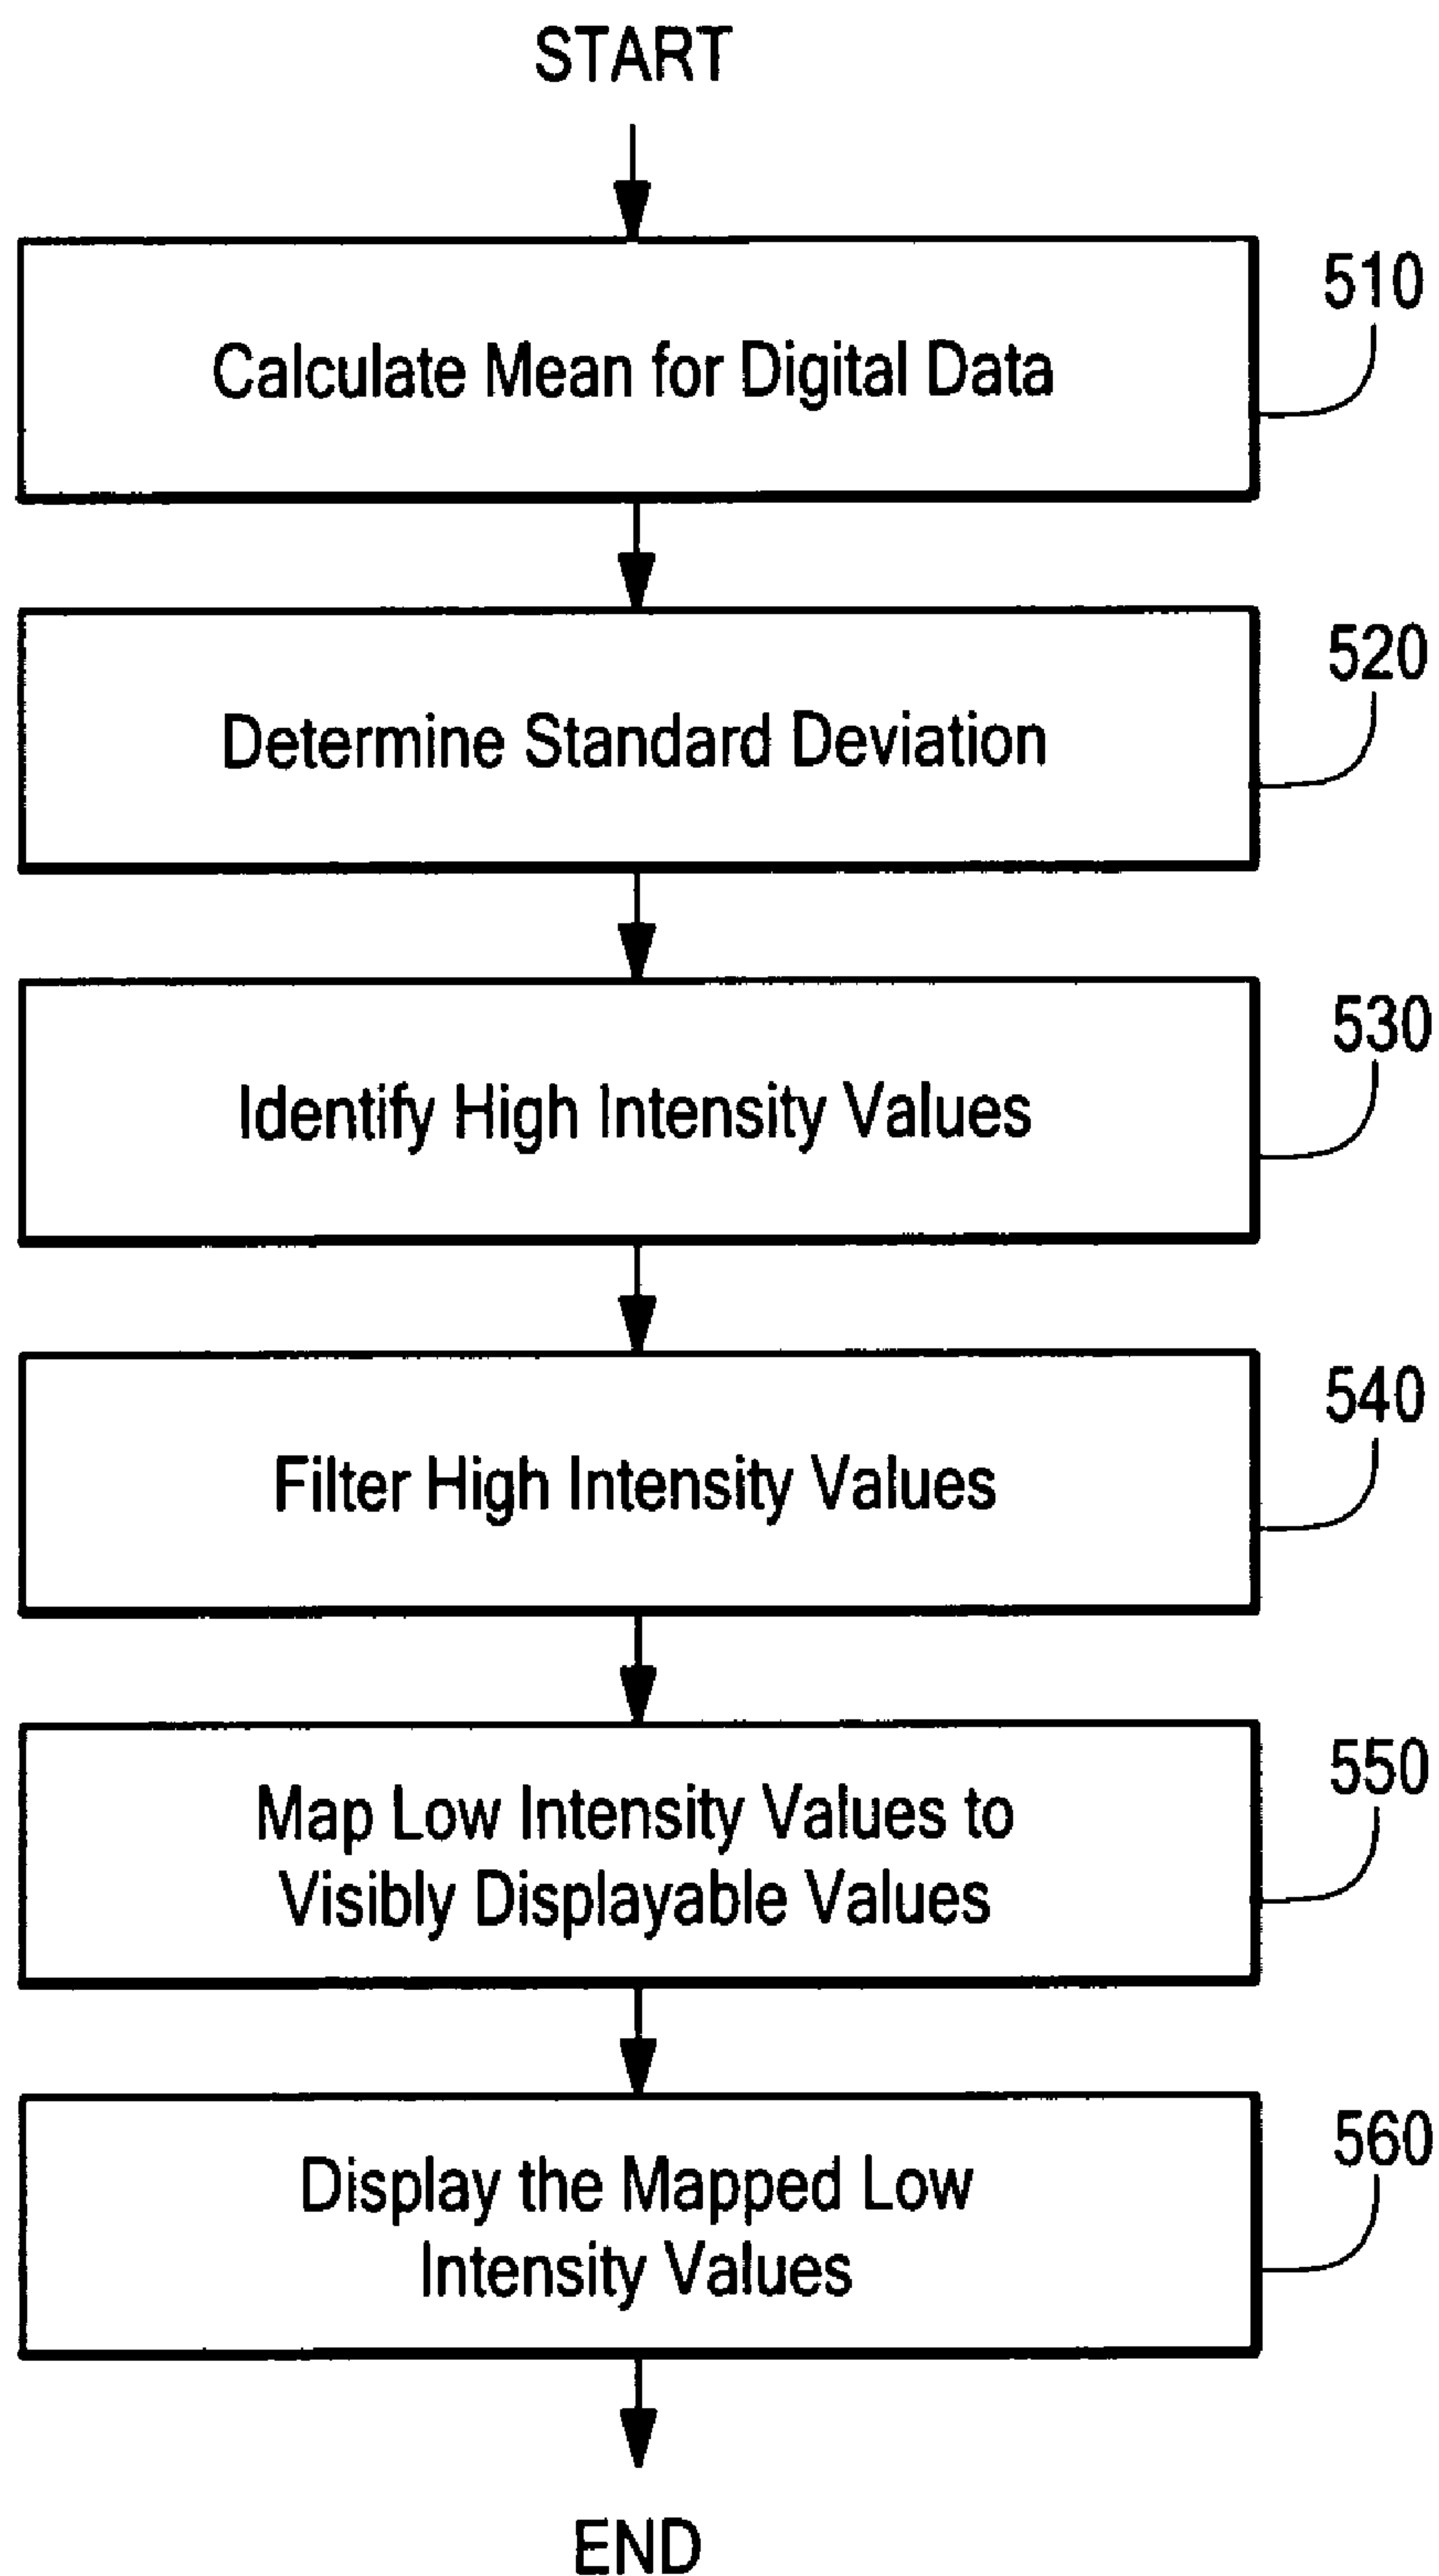 START
510
Calculate Mean for Digital Data
520
Determine Standard Deviation
530
Identify High Intensity Values
540
Filter High Intensity Values
550
Map Low Intensity Values to
Visibly Displayable Values
560
Display the Mapped Low
Intensity Values
END